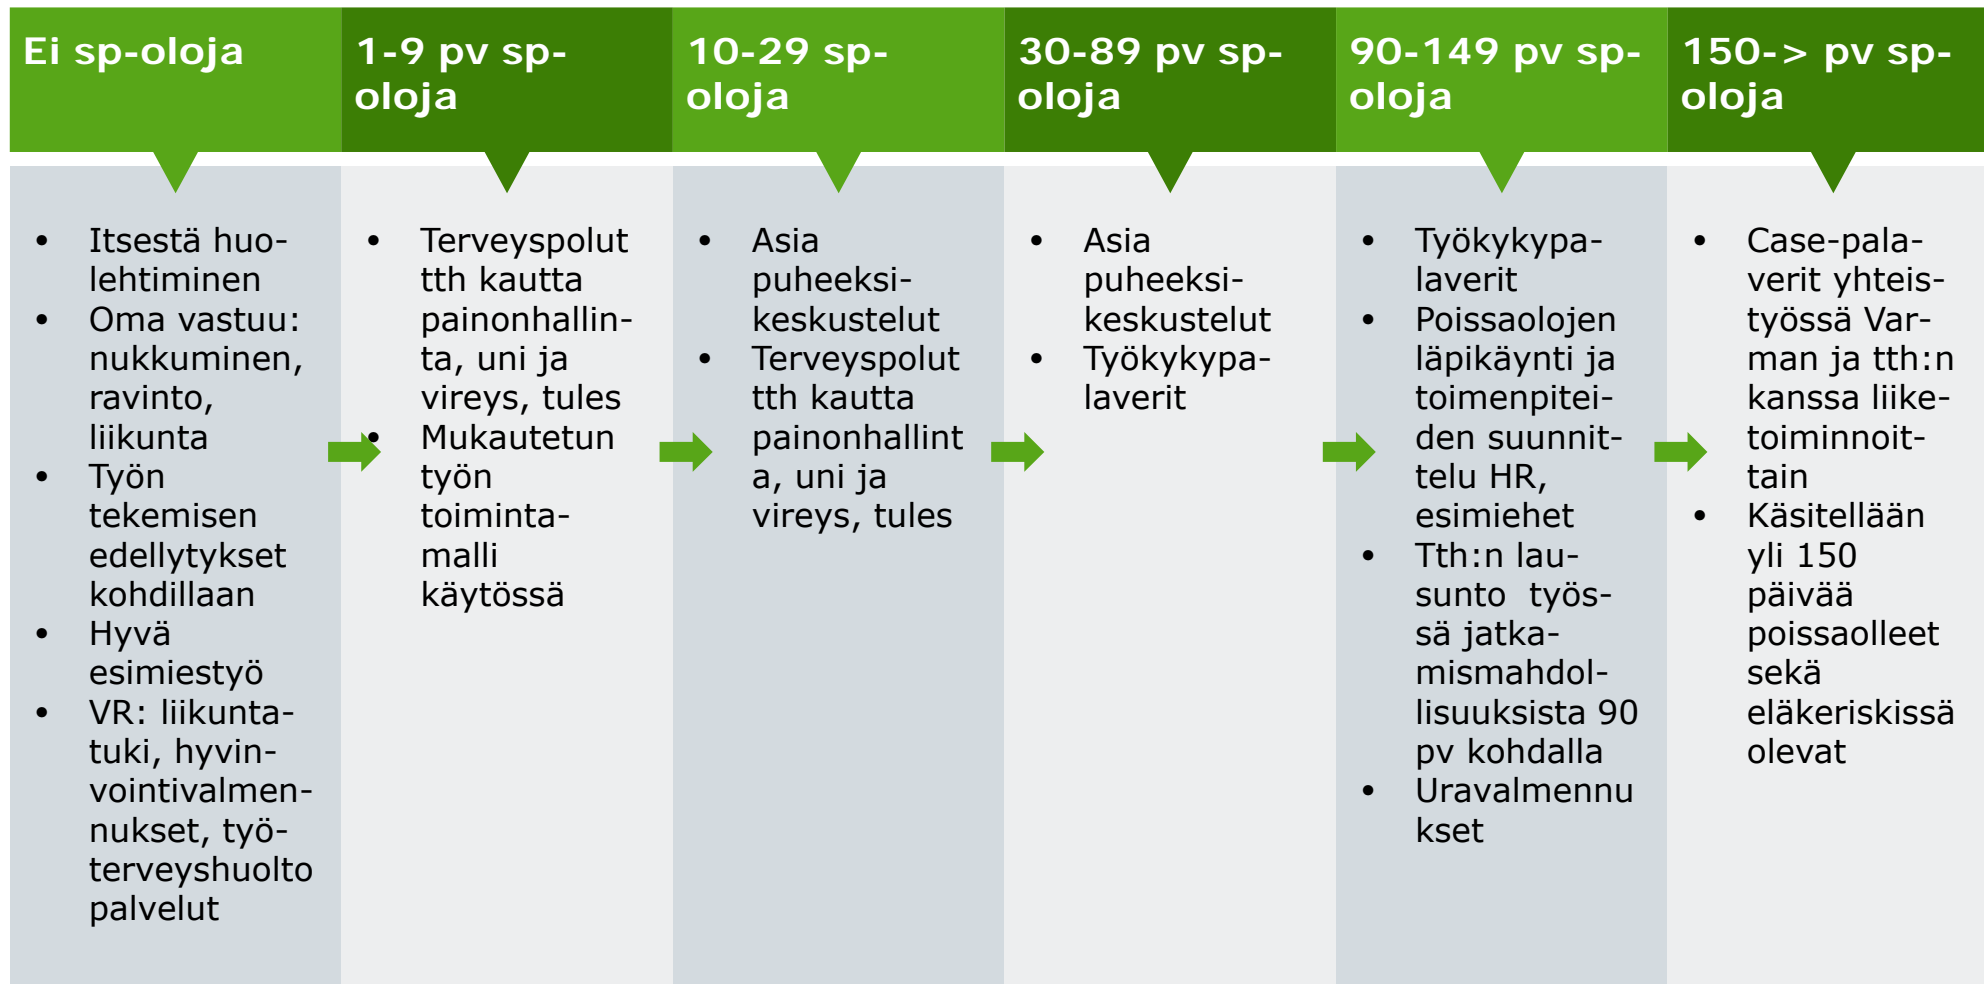 Ei sp-oloja
1-9 pv sp-
oloja
10-29 sp-
oloja
30-89 pv sp-
oloja
90-149 pv sp-
oloja
150-> pv sp-
oloja
• Itsestä huo-
lehtiminen
• Oma vastuu:
nukkuminen,
ravinto,
liikunta
• Työn
tekemisen
edellytykset
kohdillaan
• Hyvä
esimiestyö
• VR: liikunta-
tuki, hyvin-
vointivalmen-
nukset, työ-
terveyshuolto
palvelut
• Terveyspolut
tth kautta
painonhallin-
ta, uni ja
vireys, tules
• Mukautetun
työn
toiminta-
malli
käytössä
• Asia
puheeksi-
keskustelut
• Terveyspolut
tth kautta
painonhallint
a, uni ja
vireys, tules
• Asia
puheeksi-
keskustelut
• Työkykypa-
laverit
• Työkykypa-
laverit
• Poissaolojen
läpikäynti ja
toimenpitei-
den suunnit-
telu HR,
esimiehet
• Tth:n lau-
sunto työs-
sä jatka-
mismahdol-
lisuuksista 90
pv kohdalla
• Uravalmennu
kset
• Case-pala-
verit yhteis-
työssä Var-
man ja tth:n
kanssa liike-
toiminnoit-
tain
• Käsitellään
yli 150
päivää
poissaolleet
sekä
eläkeriskissä
olevat